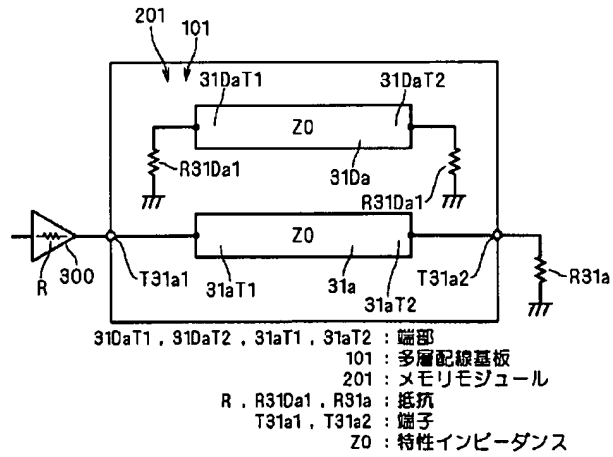 201 101
31DaT1 31DaT2
Z0
R31Da1 31Da R31Da1
Z0
R 300 T31a1 31aT1 31a 31aT2 T31a2 R31a
31DaT1 , 31DaT2 , 31aT1 , 31aT2 : 端部
101 : 多層配線基板
201 : メモリモジュール
R , R31Da1 , R31a : 抵抗
T31a1 , T31a2 : 端子
Z0 : 特性インピーダンス